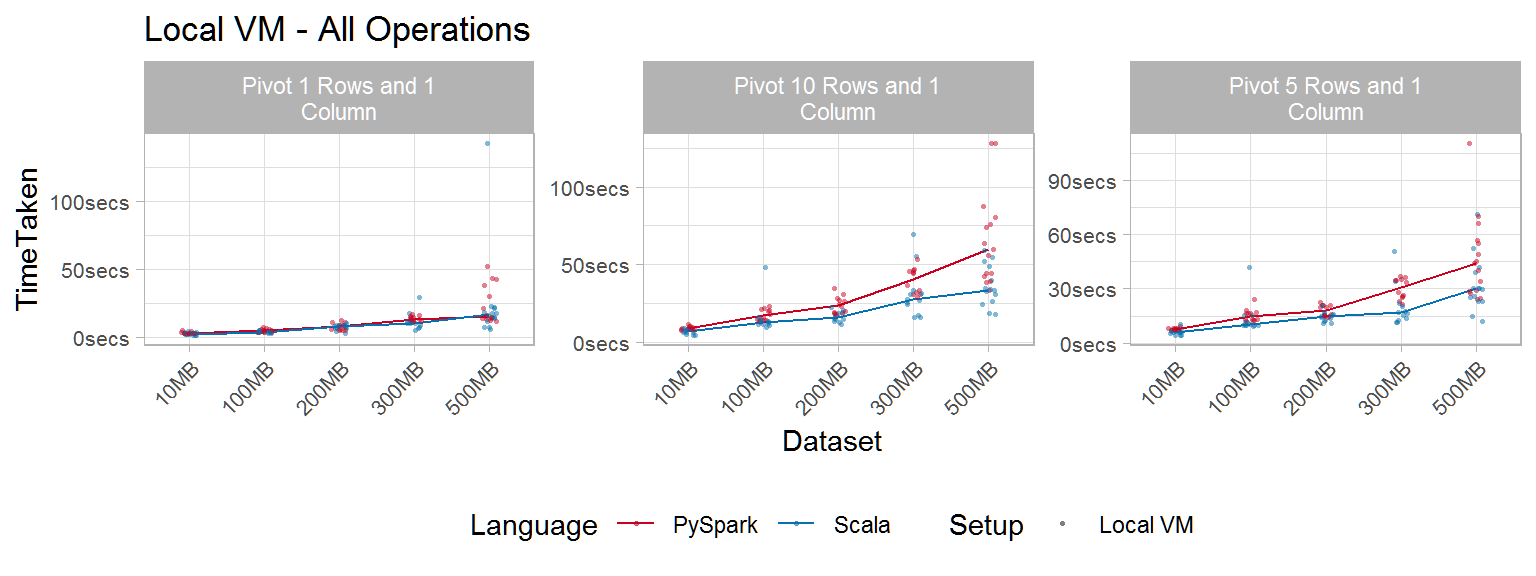 Local VM - All Operations
Pivot 1 Rows and 1
Column
Pivot 10 Rows and 1
Column
Pivot 5 Rows and 1
Column
TimeTaken
100secs
50secs
0secs
100secs
50secs
0secs
90secs
60secs
30secs
0secs
10MB
100MB
200MB
300MB
500MB
10MB
100MB
200MB
300MB
500MB
10MB
100MB
200MB
300MB
500MB
Dataset
Language PySpark Scala Setup Local VM